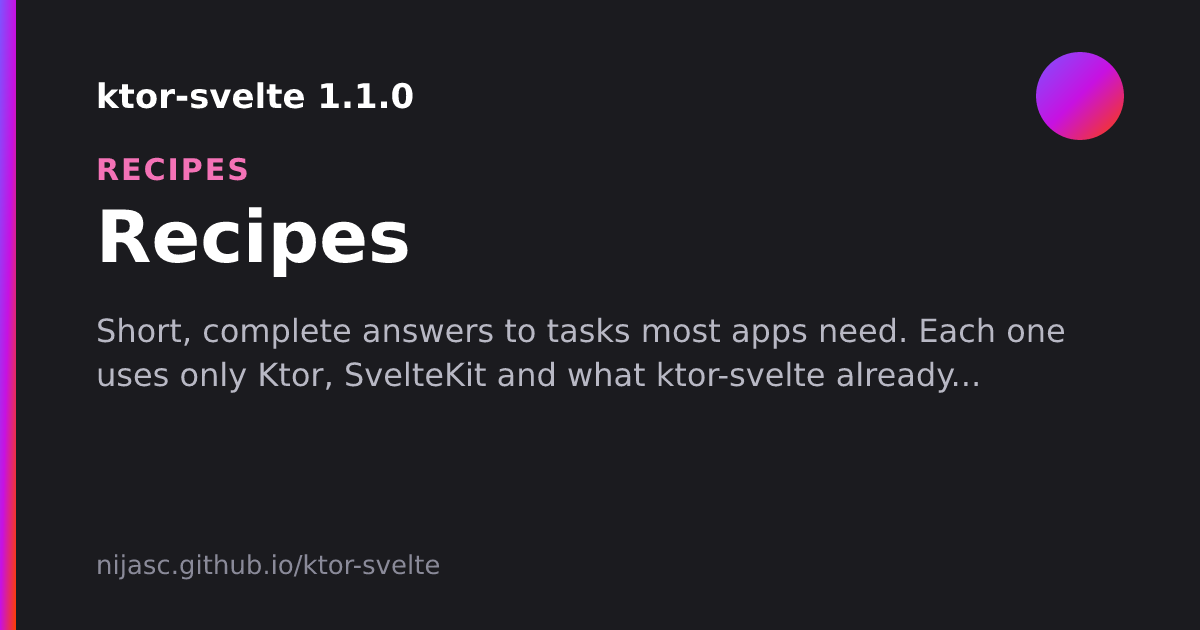 ktor-svelte 1.1.0
RECIPES
Recipes
Short, complete answers to tasks most apps need. Each one
uses only Ktor, SvelteKit and what ktor-svelte already...
nijasc.github.io/ktor-svelte